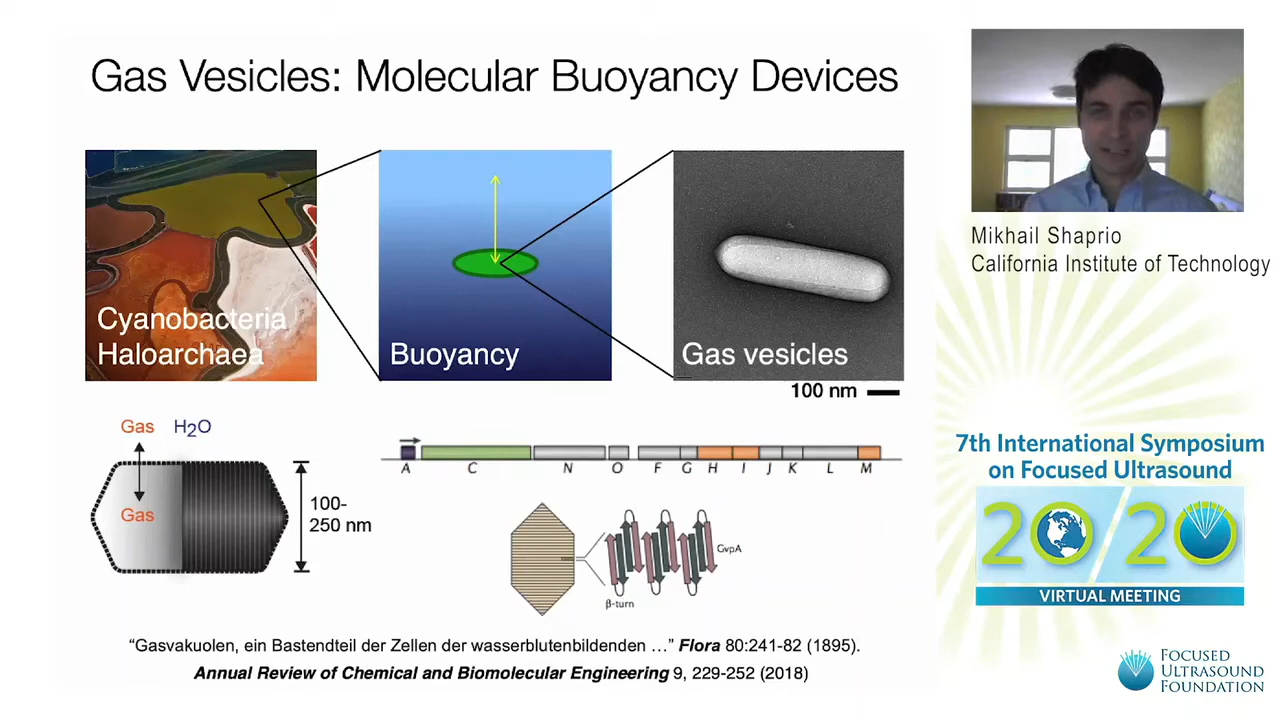 Gas Vesicles: Molecular Buoyancy Devices
Cyanobacteria
Haloarchaea
Buoyancy
Gas vesicles
100 nm
Gas H2O
Gas
100-
250 nm
A C N O F G H I J K L M
GvpA
β-turn
“Gasvakuolen, ein Bastendteil der Zellen der wasserblutenbildenden …” Flora 80:241-82 (1895).
Annual Review of Chemical and Biomolecular Engineering 9, 229-252 (2018)
Mikhail Shaprio
California Institute of Technology
7th International Symposium
on Focused Ultrasound
20/20
VIRTUAL MEETING
FOCUSED
ULTRASOUND
FOUNDATION